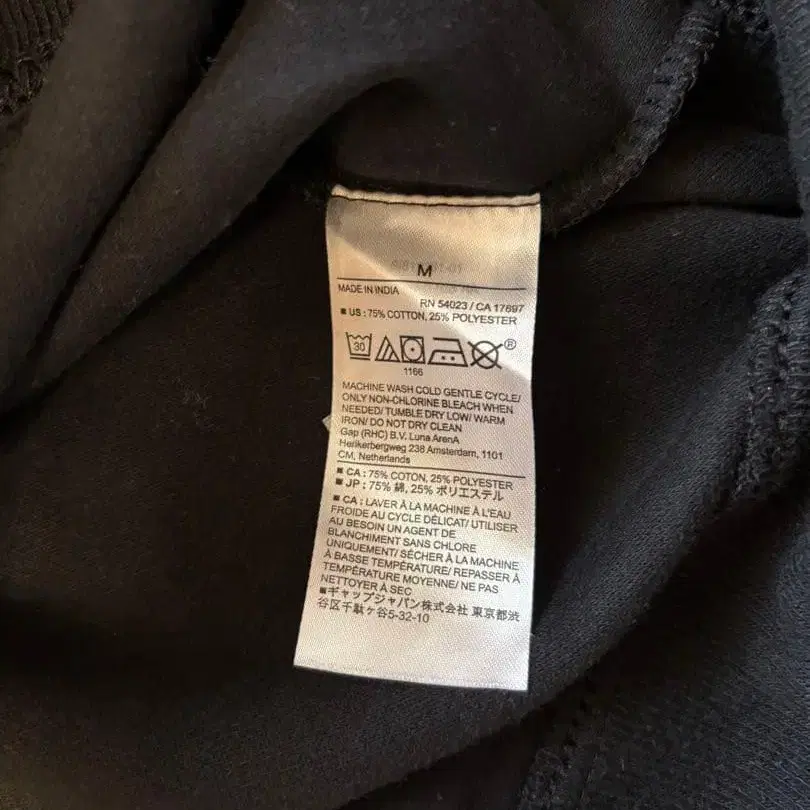 M
MADE IN INDIA
RN 54023 / CA 17697
■ US : 75% COTTON, 25% POLYESTER
30
®
1166
MACHINE WASH COLD GENTLE CYCLE/
ONLY NON-CHLORINE BLEACH WHEN
NEEDED/ TUMBLE DRY LOW/ WARM
IRON/ DO NOT DRY CLEAN
Gap (RHC) B.V. Luna ArenA
Herikerbergweg 238 Amsterdam, 1101
CM, Netherlands
■ CA : 75% COTTON, 25% POLYESTER
■ JP : 75% 綿, 25% ポリエステル
■ CA : LAVER À LA MACHINE À L'EAU
FROIDE AU CYCLE DÉLICAT/ UTILISER
AU BESOIN UN AGENT DE
BLANCHIMENT SANS CHLORE
UNIQUEMENT/ SÉCHER À LA MACHINE
À BASSE TEMPÉRATURE/ REPASSER À
TEMPÉRATURE MOYENNE/ NE PAS
NETTOYER À SEC
■ギャップジャパン株式会社 東京都渋
谷区千駄ヶ谷5-32-10